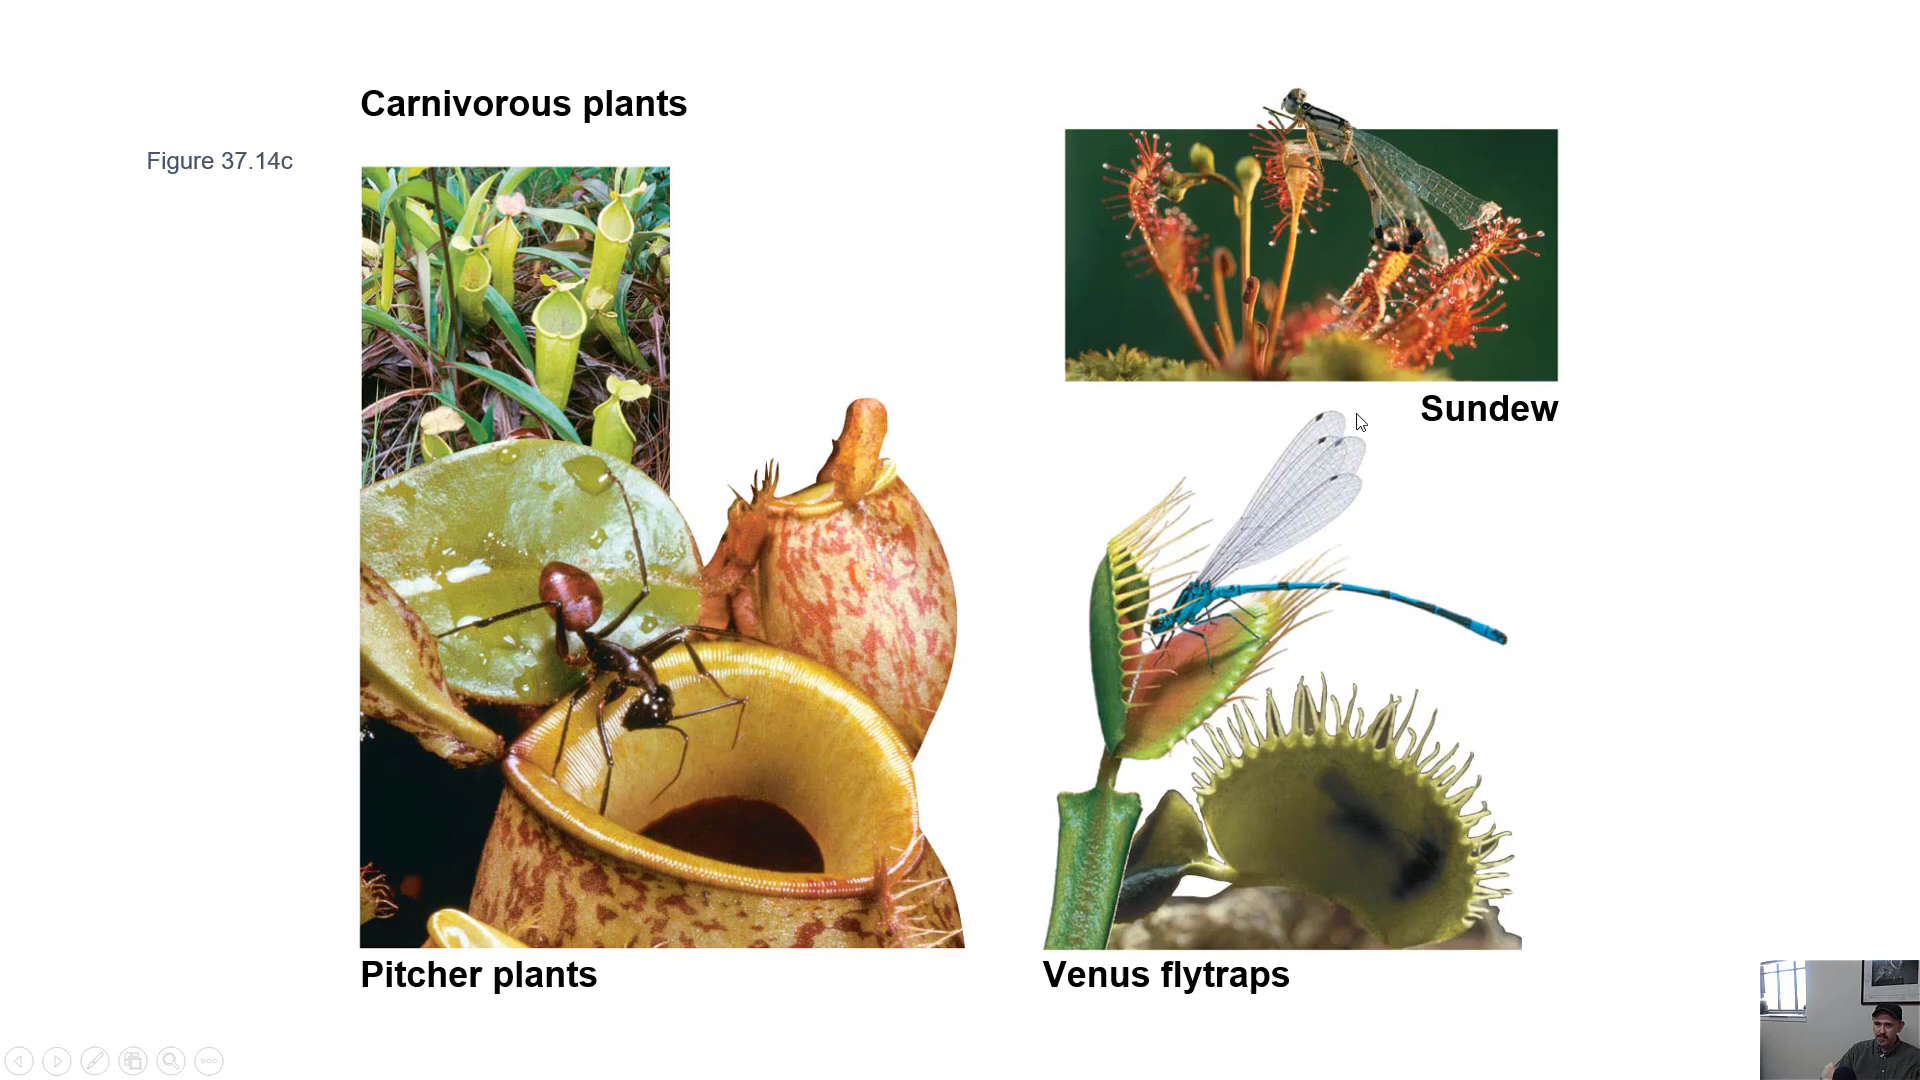 Carnivorous plants
Figure 37.14c
Sundew
Pitcher plants
Venus flytraps